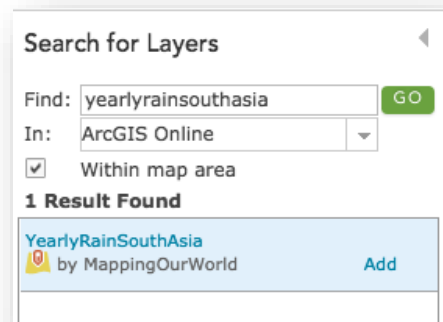 Search for Layers
Find: yearlyrainsouthasia GO
In: ArcGIS Online
Within map area
1 Result Found
YearlyRainSouthAsia
by MappingOurWorld Add